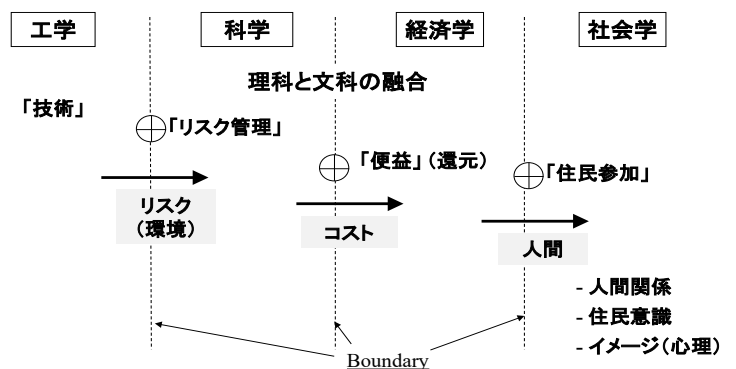 工学
科学
経済学
社会学
理科と文科の融合
「技術」
「リスク管理」
「便益」（還元）
「住民参加」
リスク
（環境）
コスト
人間
- 人間関係
- 住民意識
- イメージ（心理）
Boundary